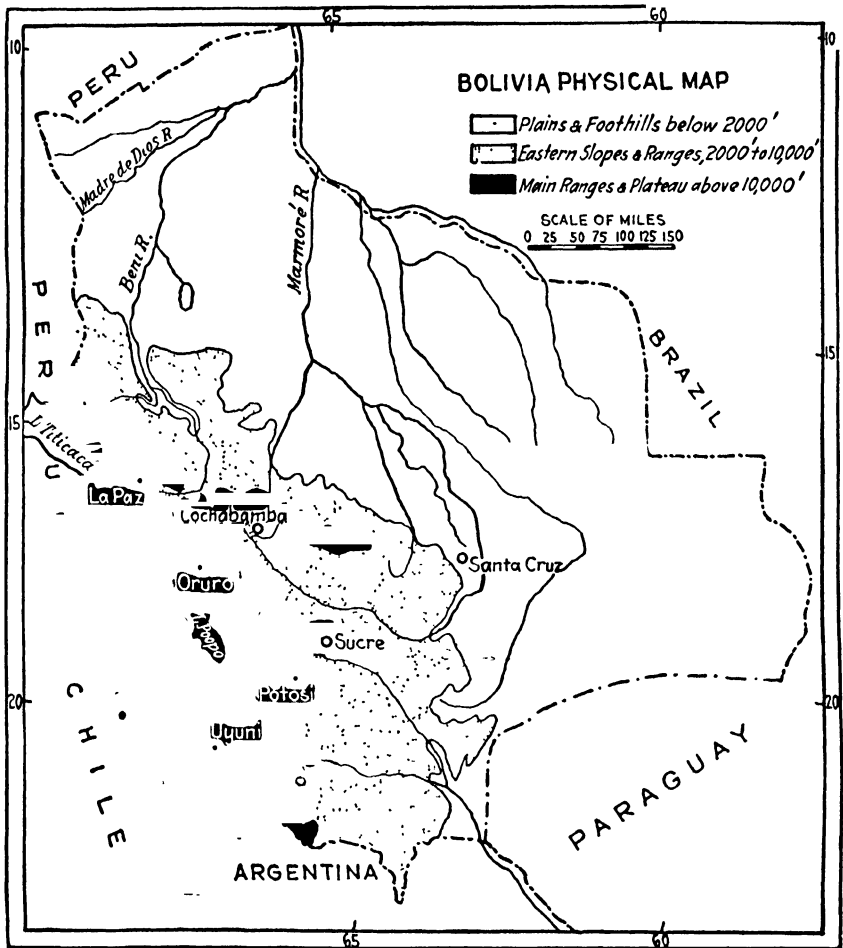 65 60
10 10
PERU
BOLIVIA PHYSICAL MAP
Plains & Foothills below 2000'
Eastern Slopes & Ranges, 2000' to 10,000'
Main Ranges & Plateau above 10,000'
SCALE OF MILES
0 25 50 75 100 125 150
Madre de Dios R
Beni R.
Marmoré R
PERU
BRAZIL
15 15
L Titicaca
La Paz
Cochabamba
Santa Cruz
Oruro
L. Poopo
Sucre
Potosi
20 20
Uyuni
CHILE
PARAGUAY
ARGENTINA
65 60